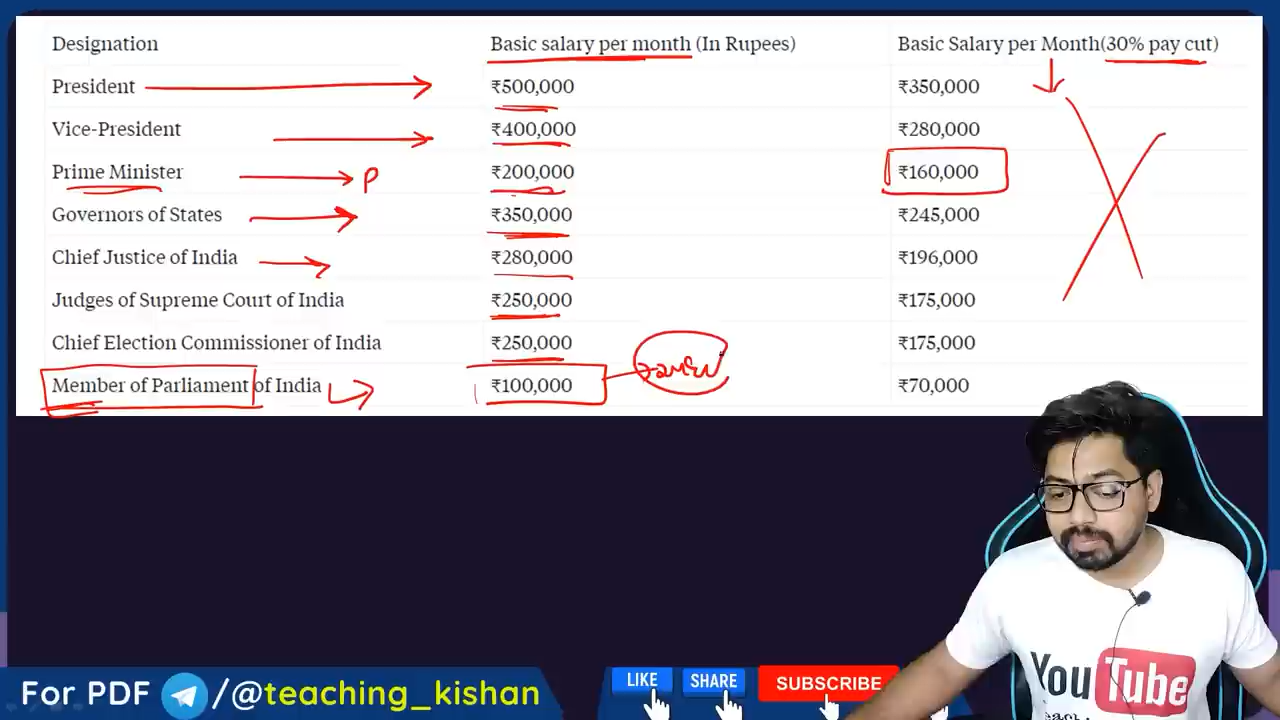 Designation Basic salary per month (In Rupees) Basic Salary per Month(30% pay cut)
President ₹500,000 ₹350,000
Vice-President ₹400,000 ₹280,000
Prime Minister P ₹200,000 ₹160,000
Governors of States ₹350,000 ₹245,000
Chief Justice of India ₹280,000 ₹196,000
Judges of Supreme Court of India ₹250,000 ₹175,000
Chief Election Commissioner of India ₹250,000 ₹175,000
Member of Parliament of India ₹100,000 ₹70,000
You Tube
For PDF /@teaching_kishan LIKE SHARE SUBSCRIBE